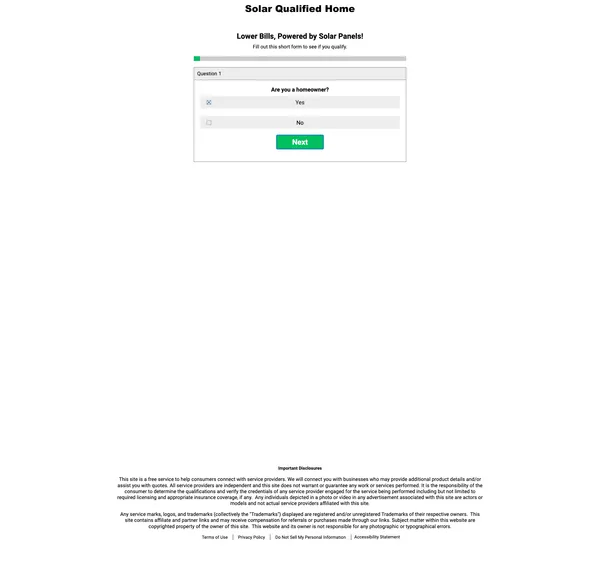 Solar Qualified Home
Lower Bills, Powered by Solar Panels!
Fill out this short form to see if you qualify.
Question 1
Are you a homeowner?
Yes
No
Next
Important Disclosures
This site is a free service to help consumers connect with service providers. We will connect you with businesses who may provide additional product details and/or
assist you with quotes. All service providers are independent and this site does not warrant or guarantee any work or services performed. It is the responsibility of the
consumer to determine the qualifications and verify the credentials of any service provider engaged for the service being performed including but not limited to
required licensing and appropriate insurance coverage, if any. Any individuals depicted in a photo or video in any advertisement associated with this site are actors or
models and not actual service providers affiliated with this site.
Any service marks, logos, and trademarks (collectively the "Trademarks") displayed are registered and/or unregistered Trademarks of their respective owners. This
site contains affiliate and partner links and may receive compensation for referrals or purchases made through our links. Subject matter within this website are
copyrighted property of the owner of this site. This website and its owner is not responsible for any photographic or typographical errors.
Terms of Use | Privacy Policy | Do Not Sell My Personal Information | Accessibility Statement